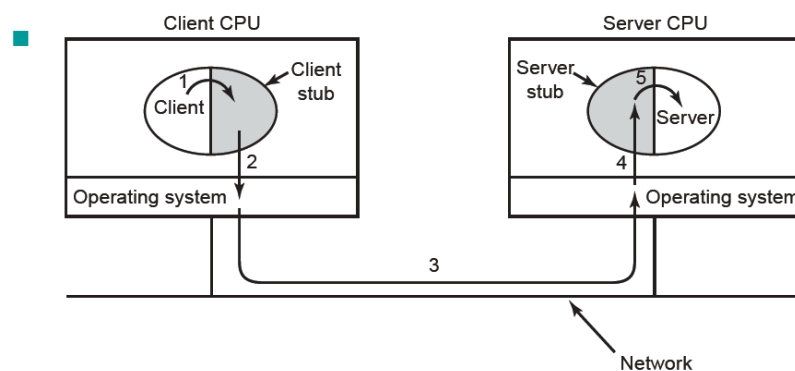 Client CPU
Server CPU
1
Client
Client
stub
2
Operating system
Server
stub
5
Server
4
Operating system
3
Network